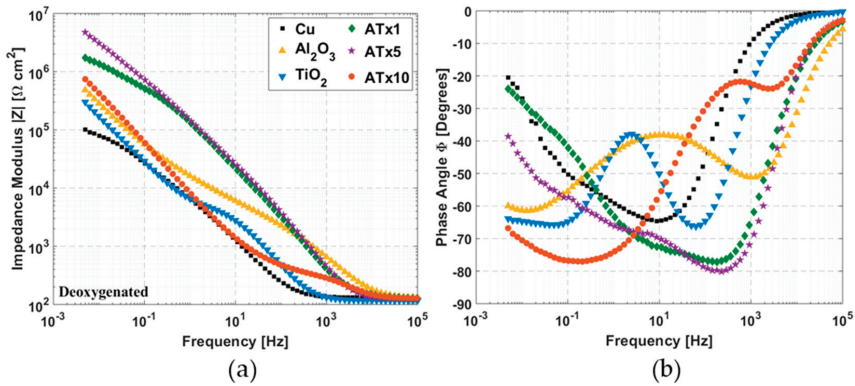 (a)
10^7
10^6
10^5
10^4
10^3
10^2
Impedance Modulus |Z| [Ω cm²]
Cu
Al₂O₃
TiO₂
ATx1
ATx5
ATx10
Deoxygenated
10^-3
10^-1
10^1
10^3
10^5
Frequency [Hz]
(a)
(b)
0
-10
-20
-30
-40
-50
-60
-70
-80
-90
Phase Angle Φ [Degrees]
10^-3
10^-1
10^1
10^3
10^5
Frequency [Hz]
(b)